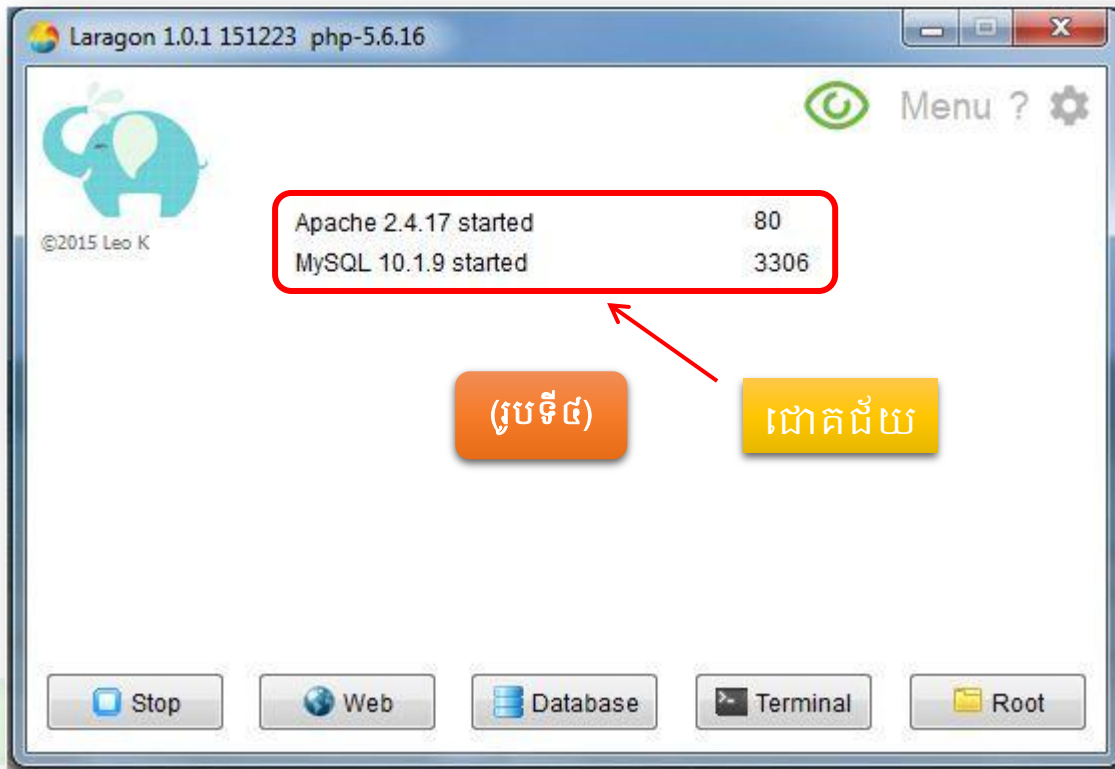 Laragon 1.0.1 151223 php-5.6.16
Menu ?
©2015 Leo K
Apache 2.4.17 started 80
MySQL 10.1.9 started 3306
(រូបទី៤)
ជោគជ័យ
Stop
Web
Database
Terminal
Root